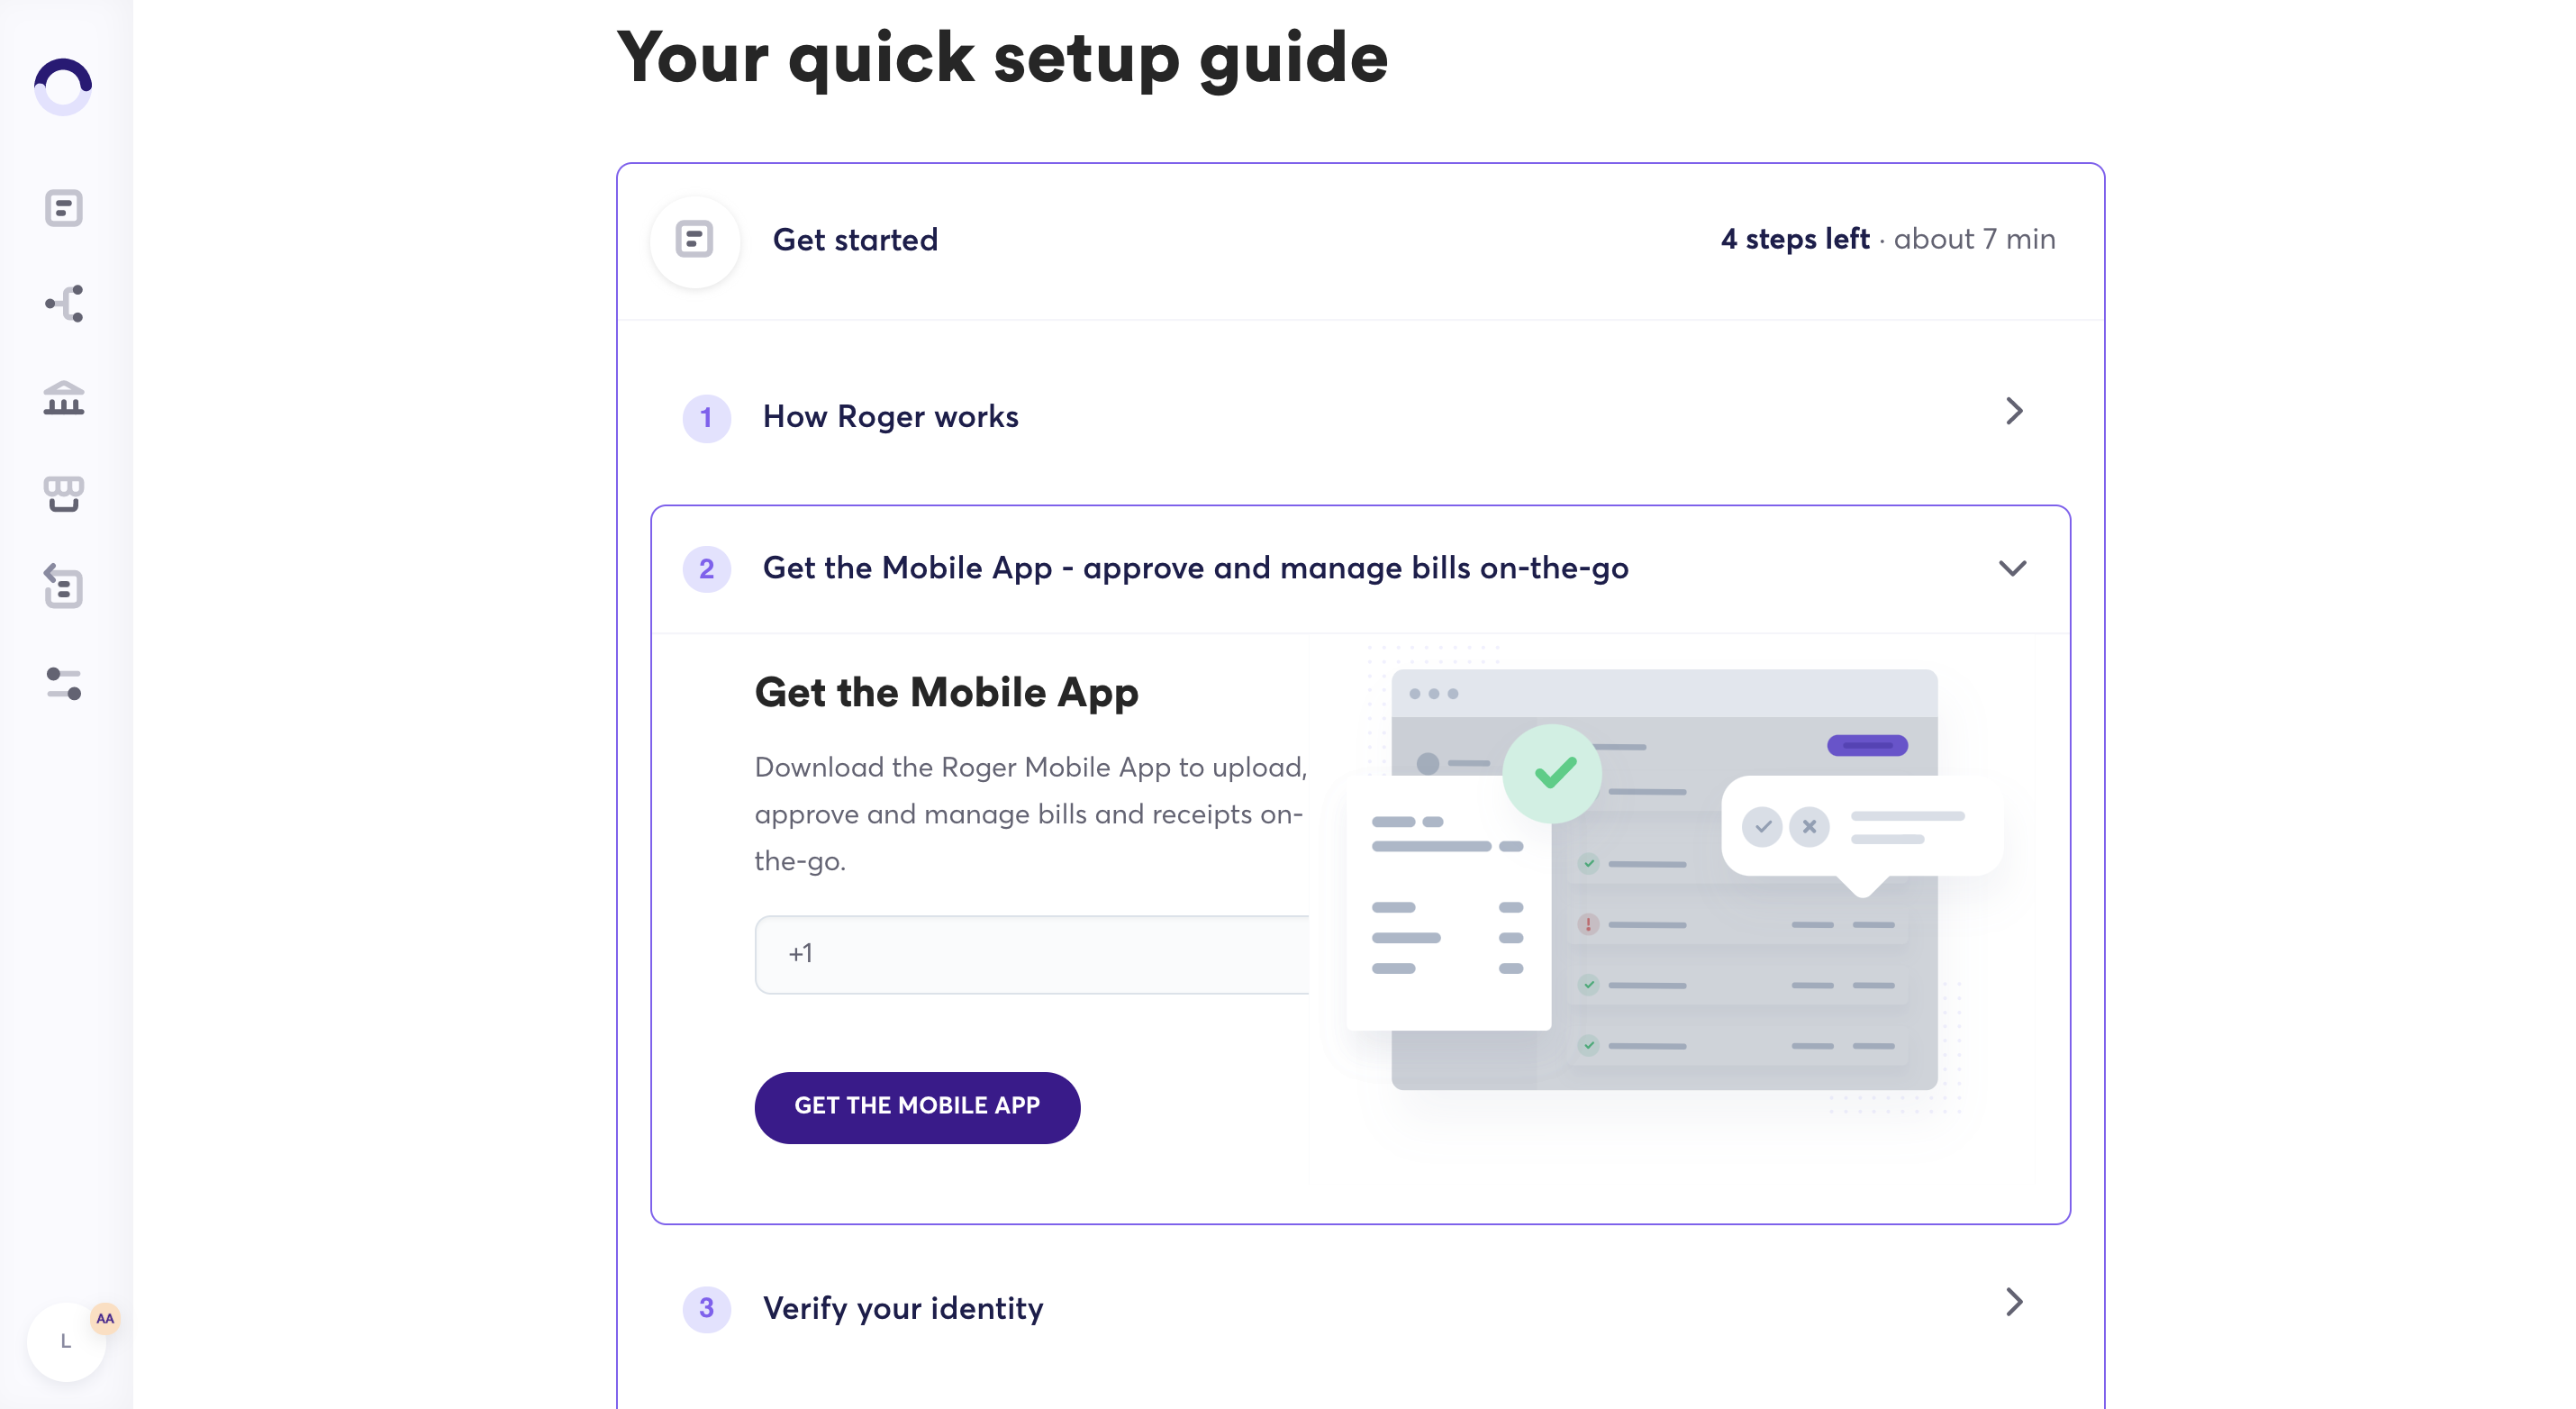 Your quick setup guide
Get started
4 steps left · about 7 min
1 How Roger works
2 Get the Mobile App - approve and manage bills on-the-go
Get the Mobile App
Download the Roger Mobile App to upload,
approve and manage bills and receipts on-
the-go.
+1
GET THE MOBILE APP
3 Verify your identity
AA
L